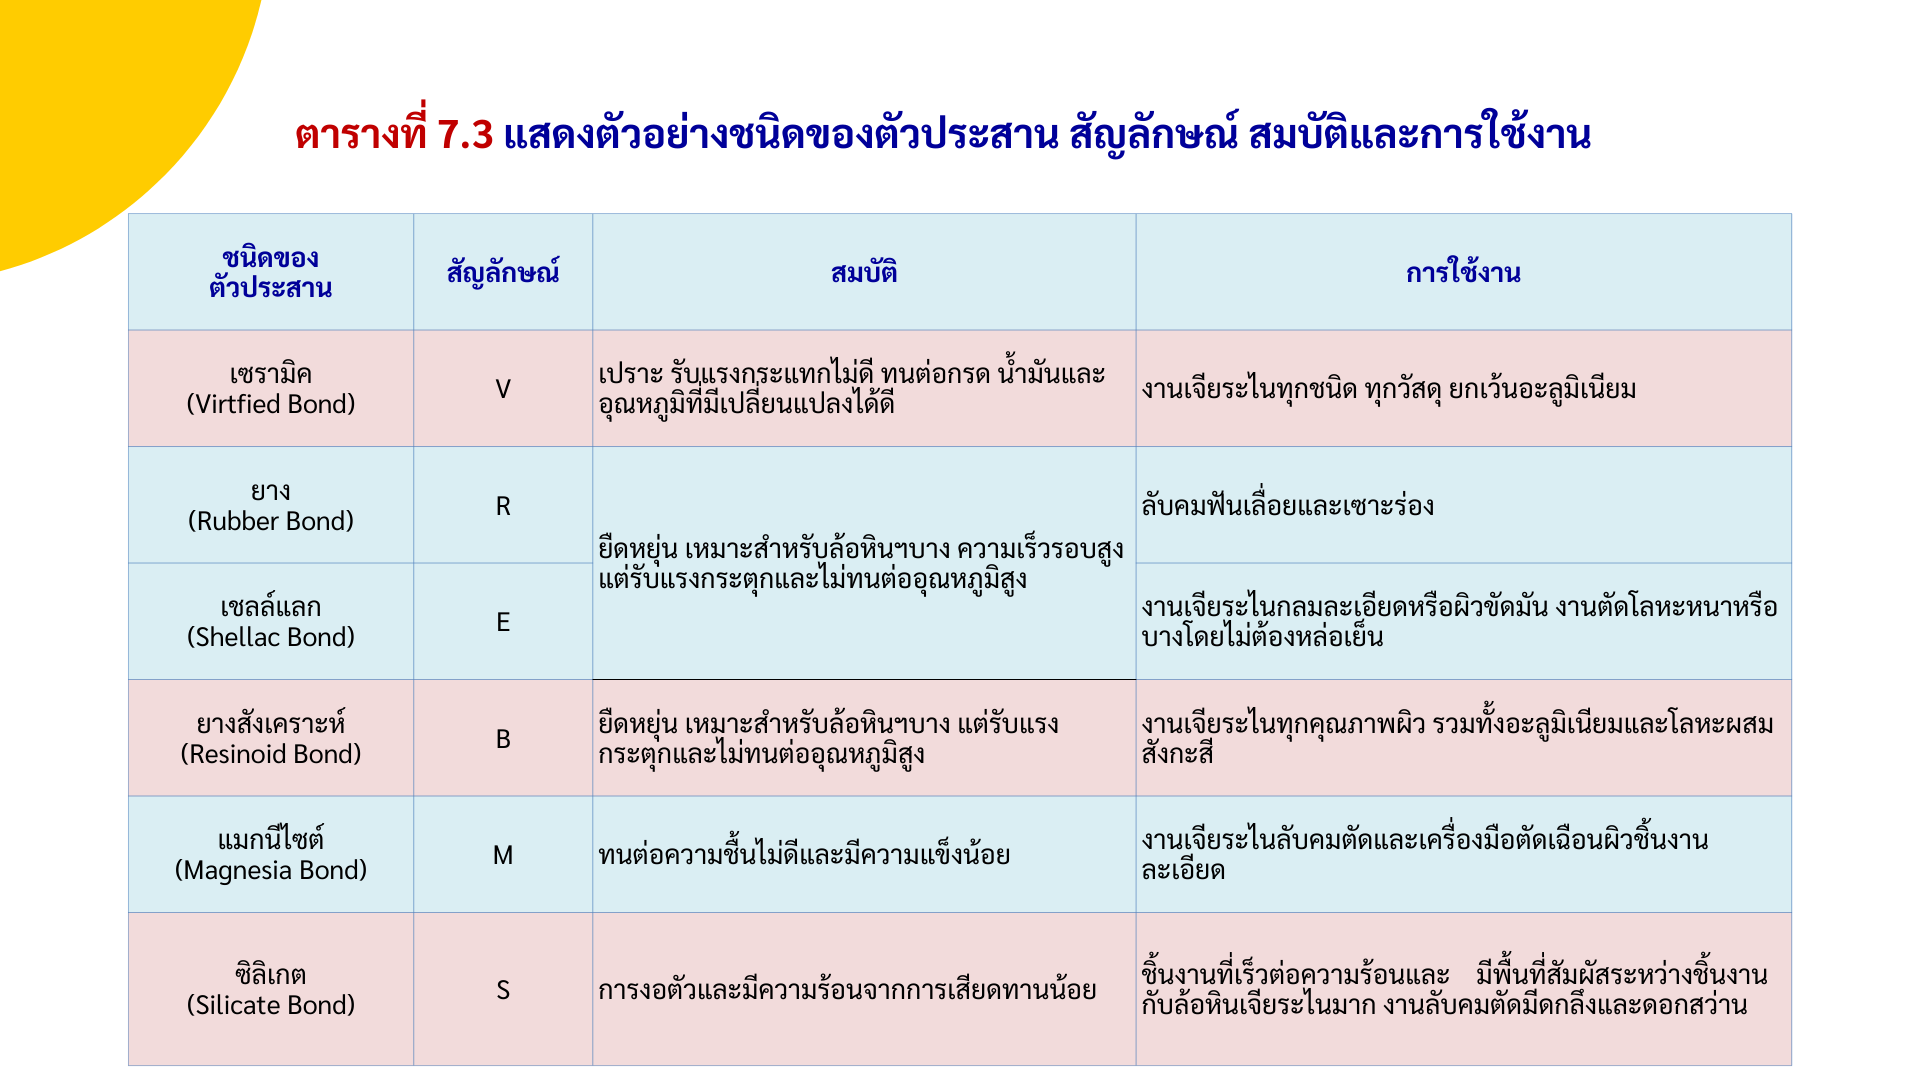 ตารางที่ 7.3 แสดงตัวอย่างชนิดของตัวประสาน สัญลักษณ์ สมบัติและการใช้งาน
ชนิดของ
ตัวประสาน
สัญลักษณ์
สมบัติ
การใช้งาน
เซรามิค
(Virtfied Bond)
V
เปราะ รับแรงกระแทกไม่ดี ทนต่อกรด น้ำมันและ
อุณหภูมิที่มีเปลี่ยนแปลงได้ดี
งานเจียระไนทุกชนิด ทุกวัสดุ ยกเว้นอะลูมิเนียม
ยาง
(Rubber Bond)
R
ยืดหยุ่น เหมาะสำหรับล้อหินฯบาง ความเร็วรอบสูง
แต่รับแรงกระตุกและไม่ทนต่ออุณหภูมิสูง
ลับคมฟันเลื่อยและเซาะร่อง
เชลล์แลก
(Shellac Bond)
E
งานเจียระไนกลมละเอียดหรือผิวขัดมัน งานตัดโลหะหนาหรือ
บางโดยไม่ต้องหล่อเย็น
ยางสังเคราะห์
(Resinoid Bond)
B
ยืดหยุ่น เหมาะสำหรับล้อหินฯบาง แต่รับแรง
กระตุกและไม่ทนต่ออุณหภูมิสูง
งานเจียระไนทุกคุณภาพผิว รวมทั้งอะลูมิเนียมและโลหะผสม
สังกะสี
แมกนีไซต์
(Magnesia Bond)
M
ทนต่อความชื้นไม่ดีและมีความแข็งน้อย
งานเจียระไนลับคมตัดและเครื่องมือตัดเฉือนผิวชิ้นงาน
ละเอียด
ซิลิเกต
(Silicate Bond)
S
การงอตัวและมีความร้อนจากการเสียดทานน้อย
ชิ้นงานที่เร็วต่อความร้อนและ มีพื้นที่สัมผัสระหว่างชิ้นงาน
กับล้อหินเจียระไนมาก งานลับคมตัดมีดกลึงและดอกสว่าน